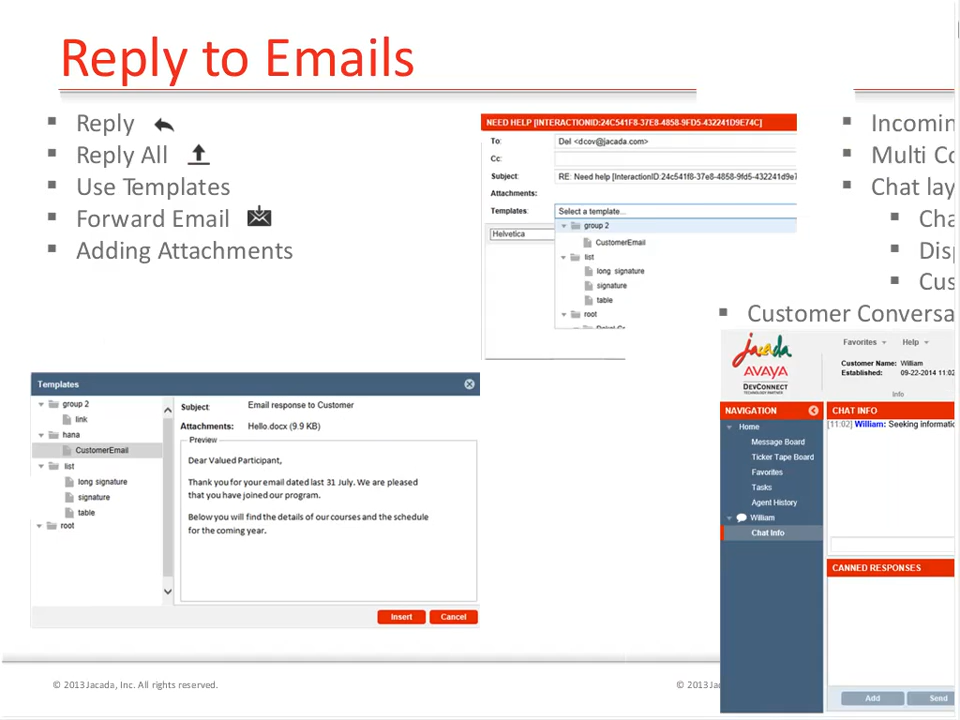 Reply to Emails
Reply
Reply All
Use Templates
Forward Email
Adding Attachments
NEED HELP [INTERACTIONID:24C541F8-37E8-4858-9FD5-432241D9E74C]
To: Del <dcov@jacada.com>
Cc:
Subject: RE: Need help [InteractionID:24c541f8-37e8-4858-9fd5-432241d9e7
Attachments:
Templates: Select a template...
Helvetica
group 2
CustomerEmail
list
long signature
signature
table
root
Templates
group 2
link
hana
CustomerEmail
list
long signature
signature
table
root
Subject: Email response to Customer
Attachments: Hello.docx (9.9 KB)
Preview
Dear Valued Participant,
Thank you for your email dated last 31 July. We are pleased
that you have joined our program.
Below you will find the details of our courses and the schedule
for the coming year.
Insert Cancel
© 2013 Jacada, Inc. All rights reserved.
Incomin
Multi Co
Chat lay
Cha
Disp
Cus
Customer Conversa
jacada
AVAYA
DEVCONNECT
TECHNOLOGY PARTNER
Favorites Help
Customer Name: William
Established: 09-22-2014 11:02
Info
NAVIGATION
Home
Message Board
Ticker Tape Board
Favorites
Tasks
Agent History
William
Chat Info
CHAT INFO
[11:02] William: Seeking informatio
CANNED RESPONSES
Add Send
© 2013 Jaca